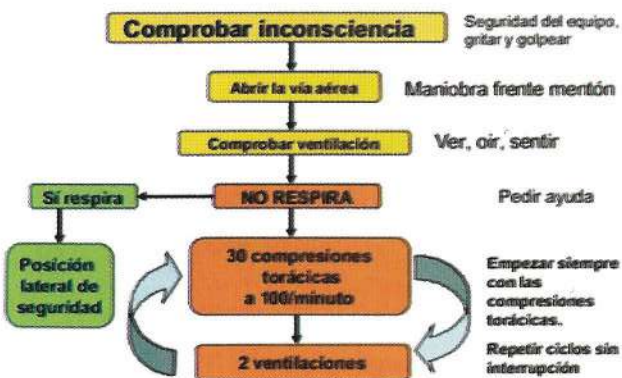 Comprobar inconsciencia
Seguridad del equipo,
gritar y golpear
Abrir la vía aérea
Maniobra frente mentón
Comprobar ventilación
Ver, oir, sentir
Sí respira
NO RESPIRA
Pedir ayuda
Posición
lateral de
seguridad
30 compresiones
torácicas
a 100/minuto
Empezar siempre
con las
compresiones
torácicas.
2 ventilaciones
Repetir ciclos sin
interrupción